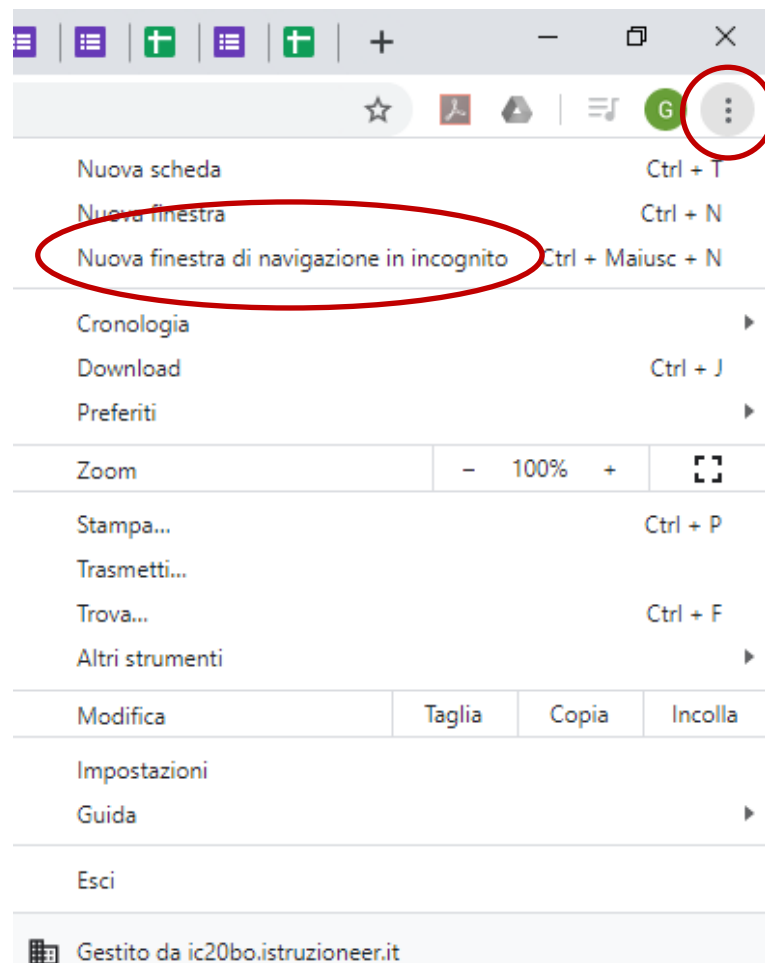 G
Nuova scheda Ctrl + T
Nuova finestra Ctrl + N
Nuova finestra di navigazione in incognito Ctrl + Maiusc + N
Cronologia
Download Ctrl + J
Preferiti
Zoom − 100% +
Stampa... Ctrl + P
Trasmetti...
Trova... Ctrl + F
Altri strumenti
Modifica Taglia Copia Incolla
Impostazioni
Guida
Esci
Gestito da ic20bo.istruzioneer.it